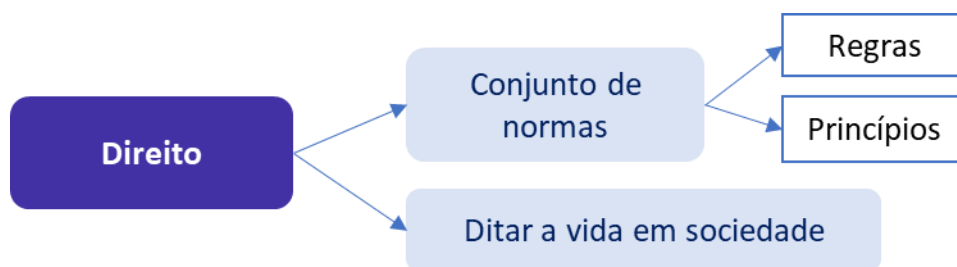 Direito
Conjunto de
normas
Regras
Princípios
Ditar a vida em sociedade